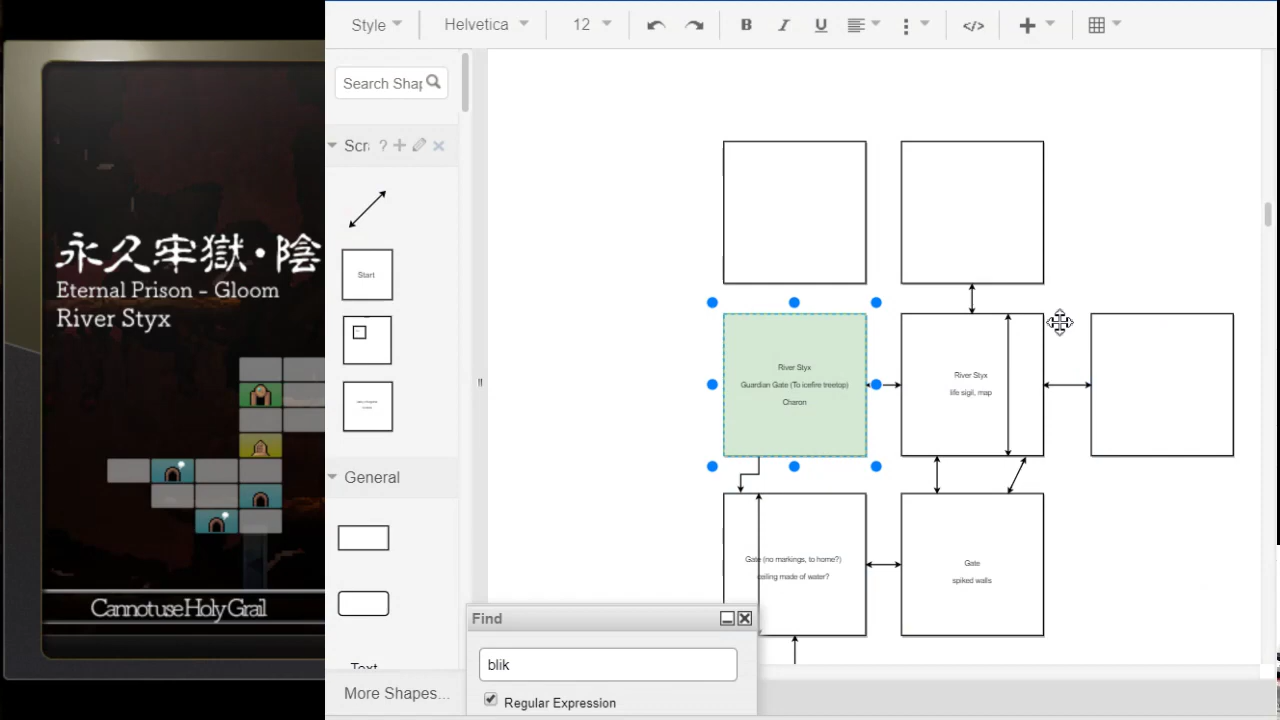 Style
Helvetica
12
B
I
U
Search Shap
Scr
?
Start
General
Text
More Shapes...
永久牢獄・陰
Eternal Prison - Gloom
River Styx
Cannot use Holy Grail
River Styx
Guardian Gate (To icefire treetop)
Charon
River Styx
life sigil, map
Gate (no markings, to home?)
ceiling made of water?
Gate
spiked walls
Find
blik
Regular Expression